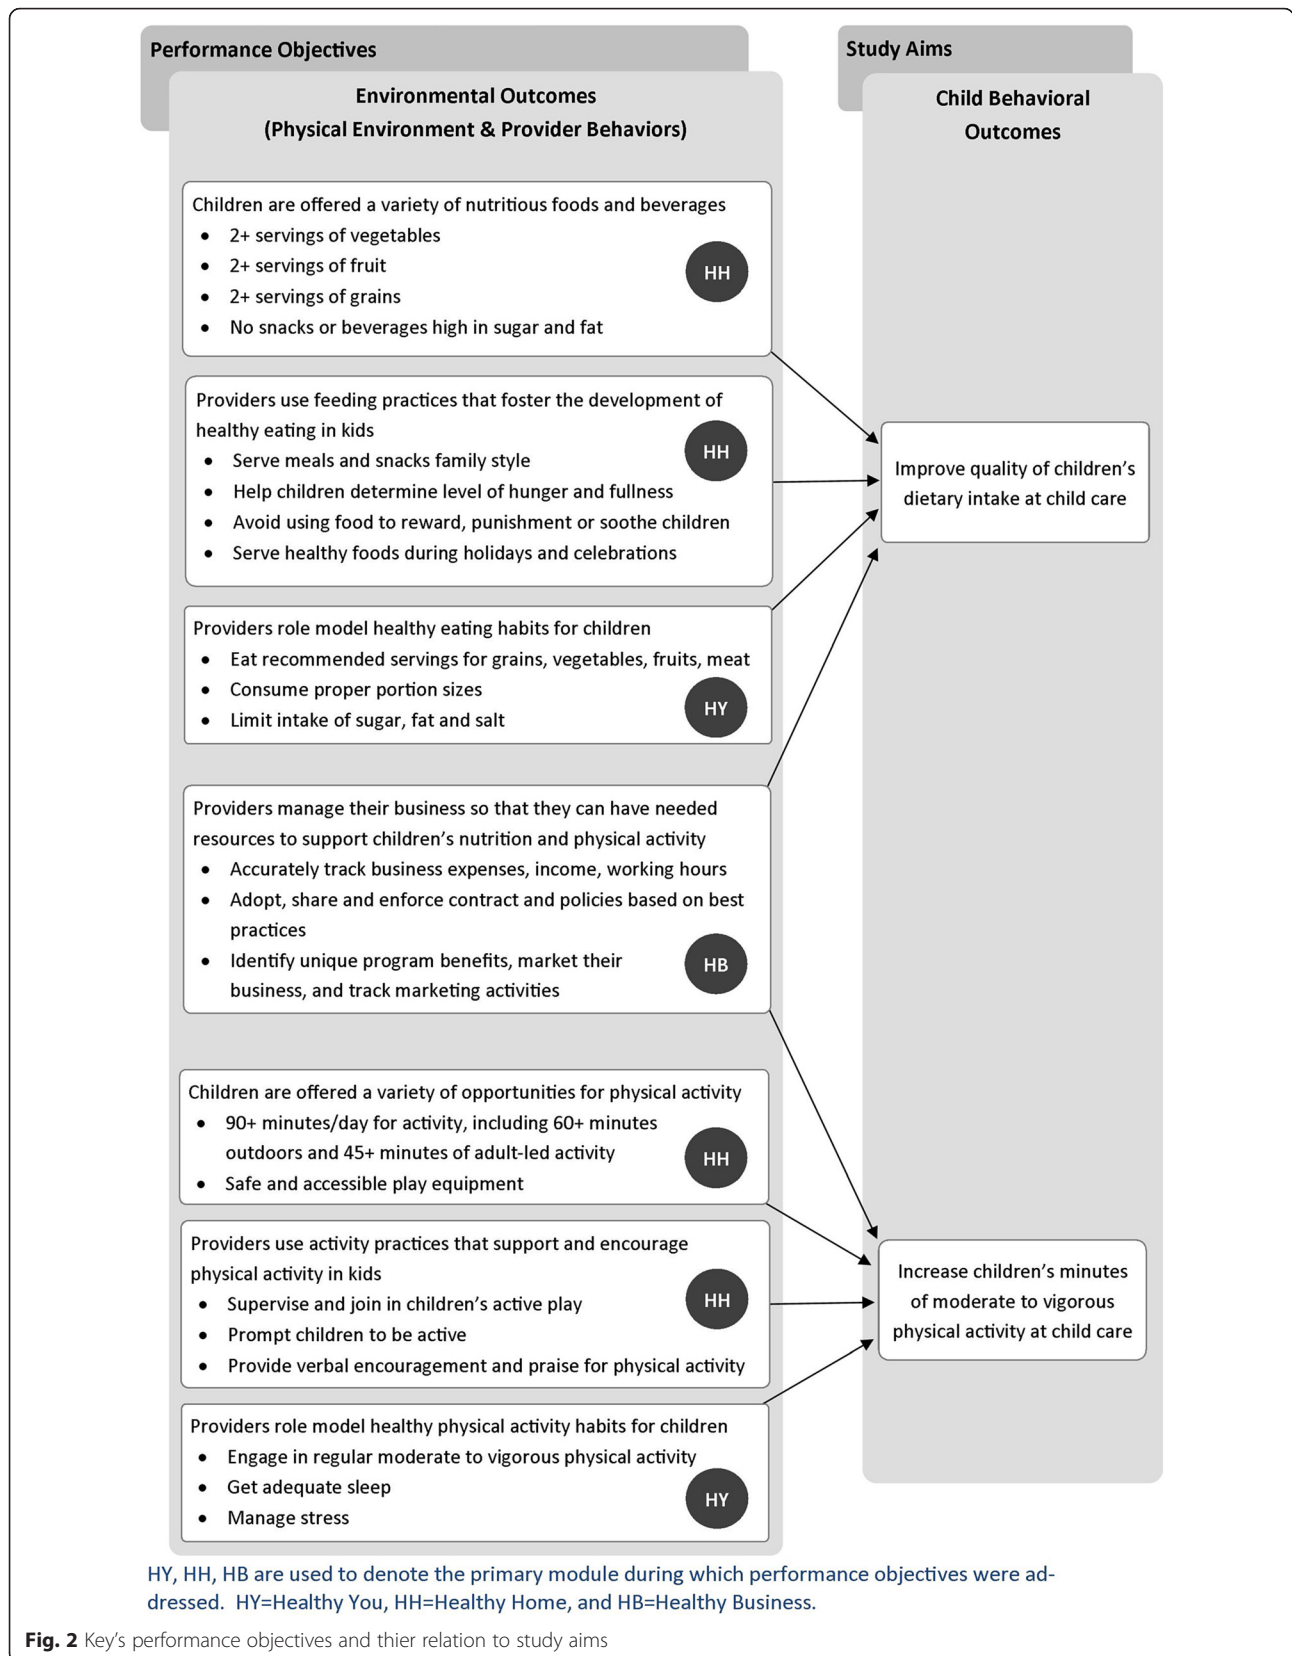 Performance Objectives
Environmental Outcomes
(Physical Environment & Provider Behaviors)
Study Aims
Child Behavioral
Outcomes
Children are offered a variety of nutritious foods and beverages
• 2+ servings of vegetables
• 2+ servings of fruit
• 2+ servings of grains
• No snacks or beverages high in sugar and fat
HH
Providers use feeding practices that foster the development of
healthy eating in kids
• Serve meals and snacks family style
• Help children determine level of hunger and fullness
• Avoid using food to reward, punishment or soothe children
• Serve healthy foods during holidays and celebrations
HH
Providers role model healthy eating habits for children
• Eat recommended servings for grains, vegetables, fruits, meat
• Consume proper portion sizes
• Limit intake of sugar, fat and salt
HY
Providers manage their business so that they can have needed
resources to support children’s nutrition and physical activity
• Accurately track business expenses, income, working hours
• Adopt, share and enforce contract and policies based on best
practices
• Identify unique program benefits, market their
business, and track marketing activities
HB
Children are offered a variety of opportunities for physical activity
• 90+ minutes/day for activity, including 60+ minutes
outdoors and 45+ minutes of adult-led activity
• Safe and accessible play equipment
HH
Providers use activity practices that support and encourage
physical activity in kids
• Supervise and join in children’s active play
• Prompt children to be active
• Provide verbal encouragement and praise for physical activity
HH
Providers role model healthy physical activity habits for children
• Engage in regular moderate to vigorous physical activity
• Get adequate sleep
• Manage stress
HY
Improve quality of children’s
dietary intake at child care
Increase children’s minutes
of moderate to vigorous
physical activity at child care
HY, HH, HB are used to denote the primary module during which performance objectives were ad-
dressed. HY=Healthy You, HH=Healthy Home, and HB=Healthy Business.
Fig. 2 Key’s performance objectives and thier relation to study aims